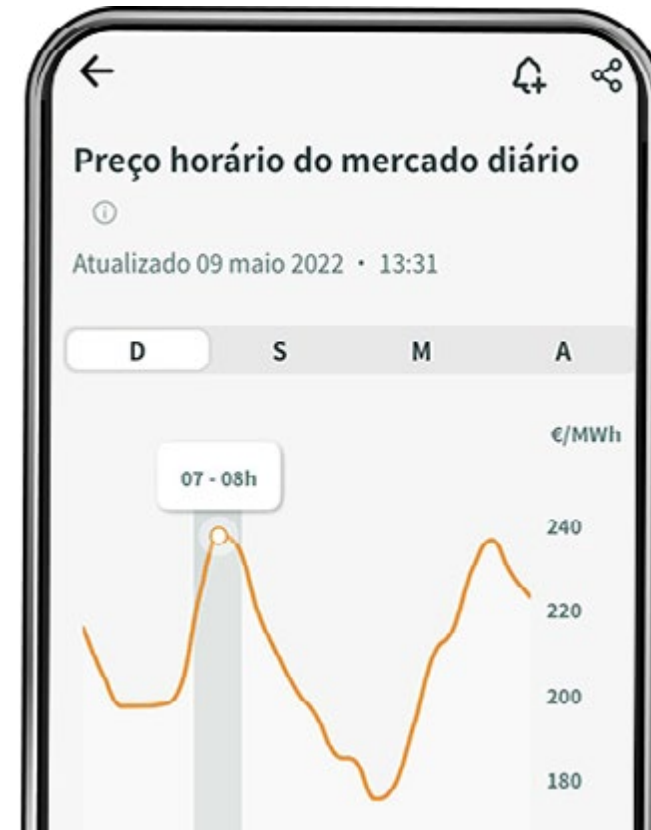 Preço horário do mercado diário
Atualizado 09 maio 2022 • 13:31
D S M A
€/MWh
07 - 08h
240
220
200
180